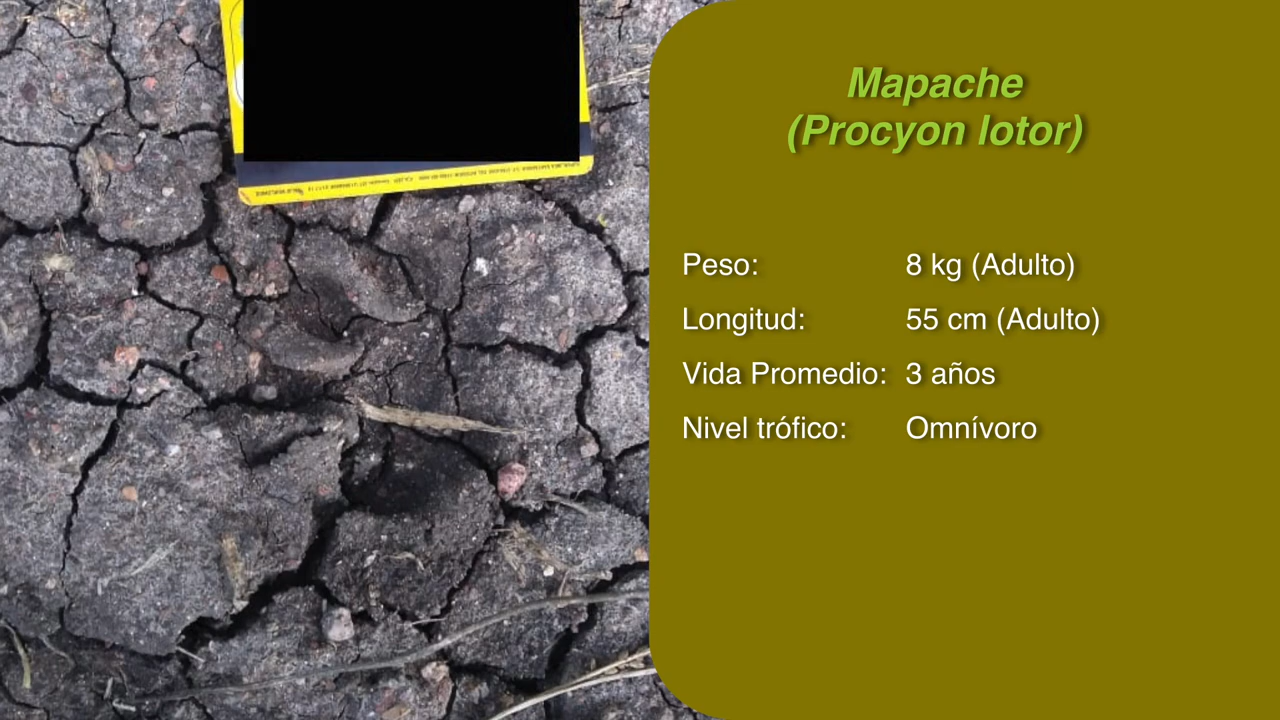 Mapache
(Procyon lotor)
Peso: 8 kg (Adulto)
Longitud: 55 cm (Adulto)
Vida Promedio: 3 años
Nivel trófico: Omnívoro